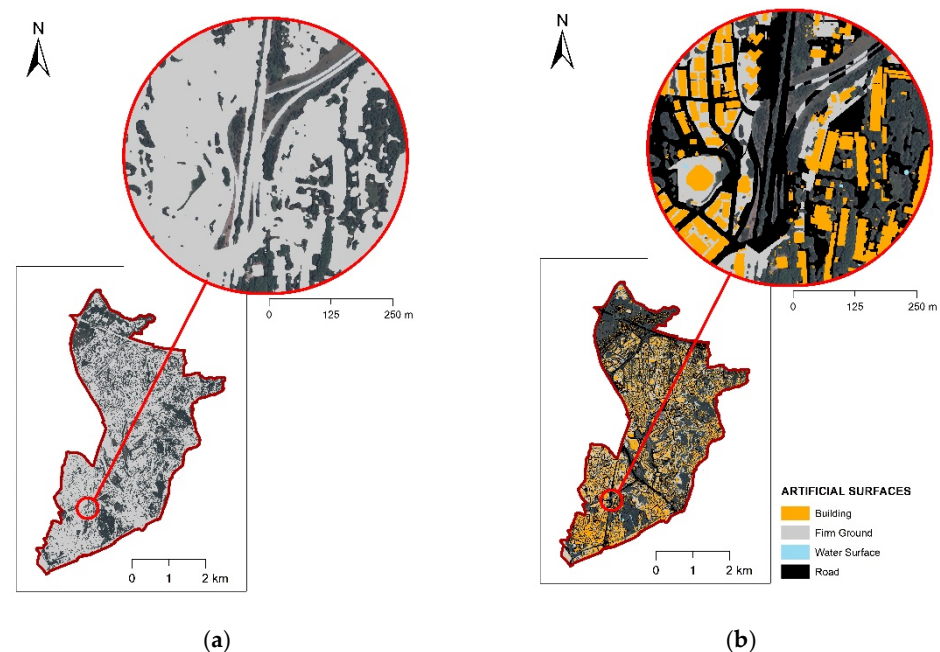 N
0 125 250 m
0 1 2 km
(a)
N
0 125 250 m
0 1 2 km
ARTIFICIAL SURFACES
Building
Firm Ground
Water Surface
Road
(b)